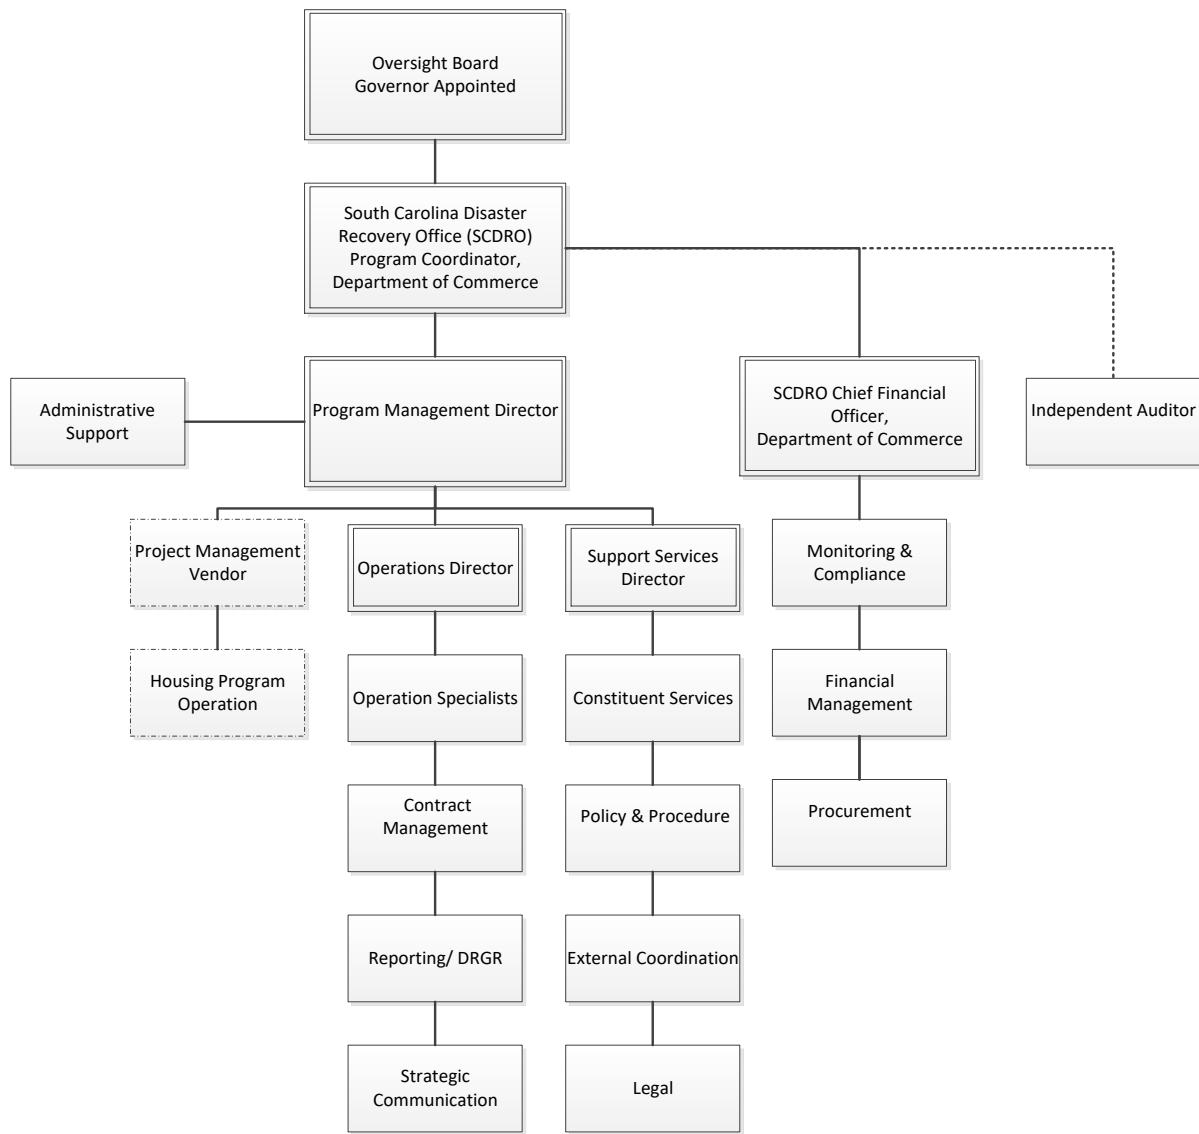 Oversight Board
Governor Appointed
South Carolina Disaster
Recovery Office (SCDRO)
Program Coordinator,
Department of Commerce
Administrative
Support
Program Management Director
SCDRO Chief Financial
Officer,
Department of Commerce
Independent Auditor
Project Management
Vendor
Operations Director
Support Services
Director
Monitoring &
Compliance
Housing Program
Operation
Operation Specialists
Constituent Services
Financial
Management
Contract
Management
Policy & Procedure
Procurement
Reporting/ DRGR
External Coordination
Strategic
Communication
Legal